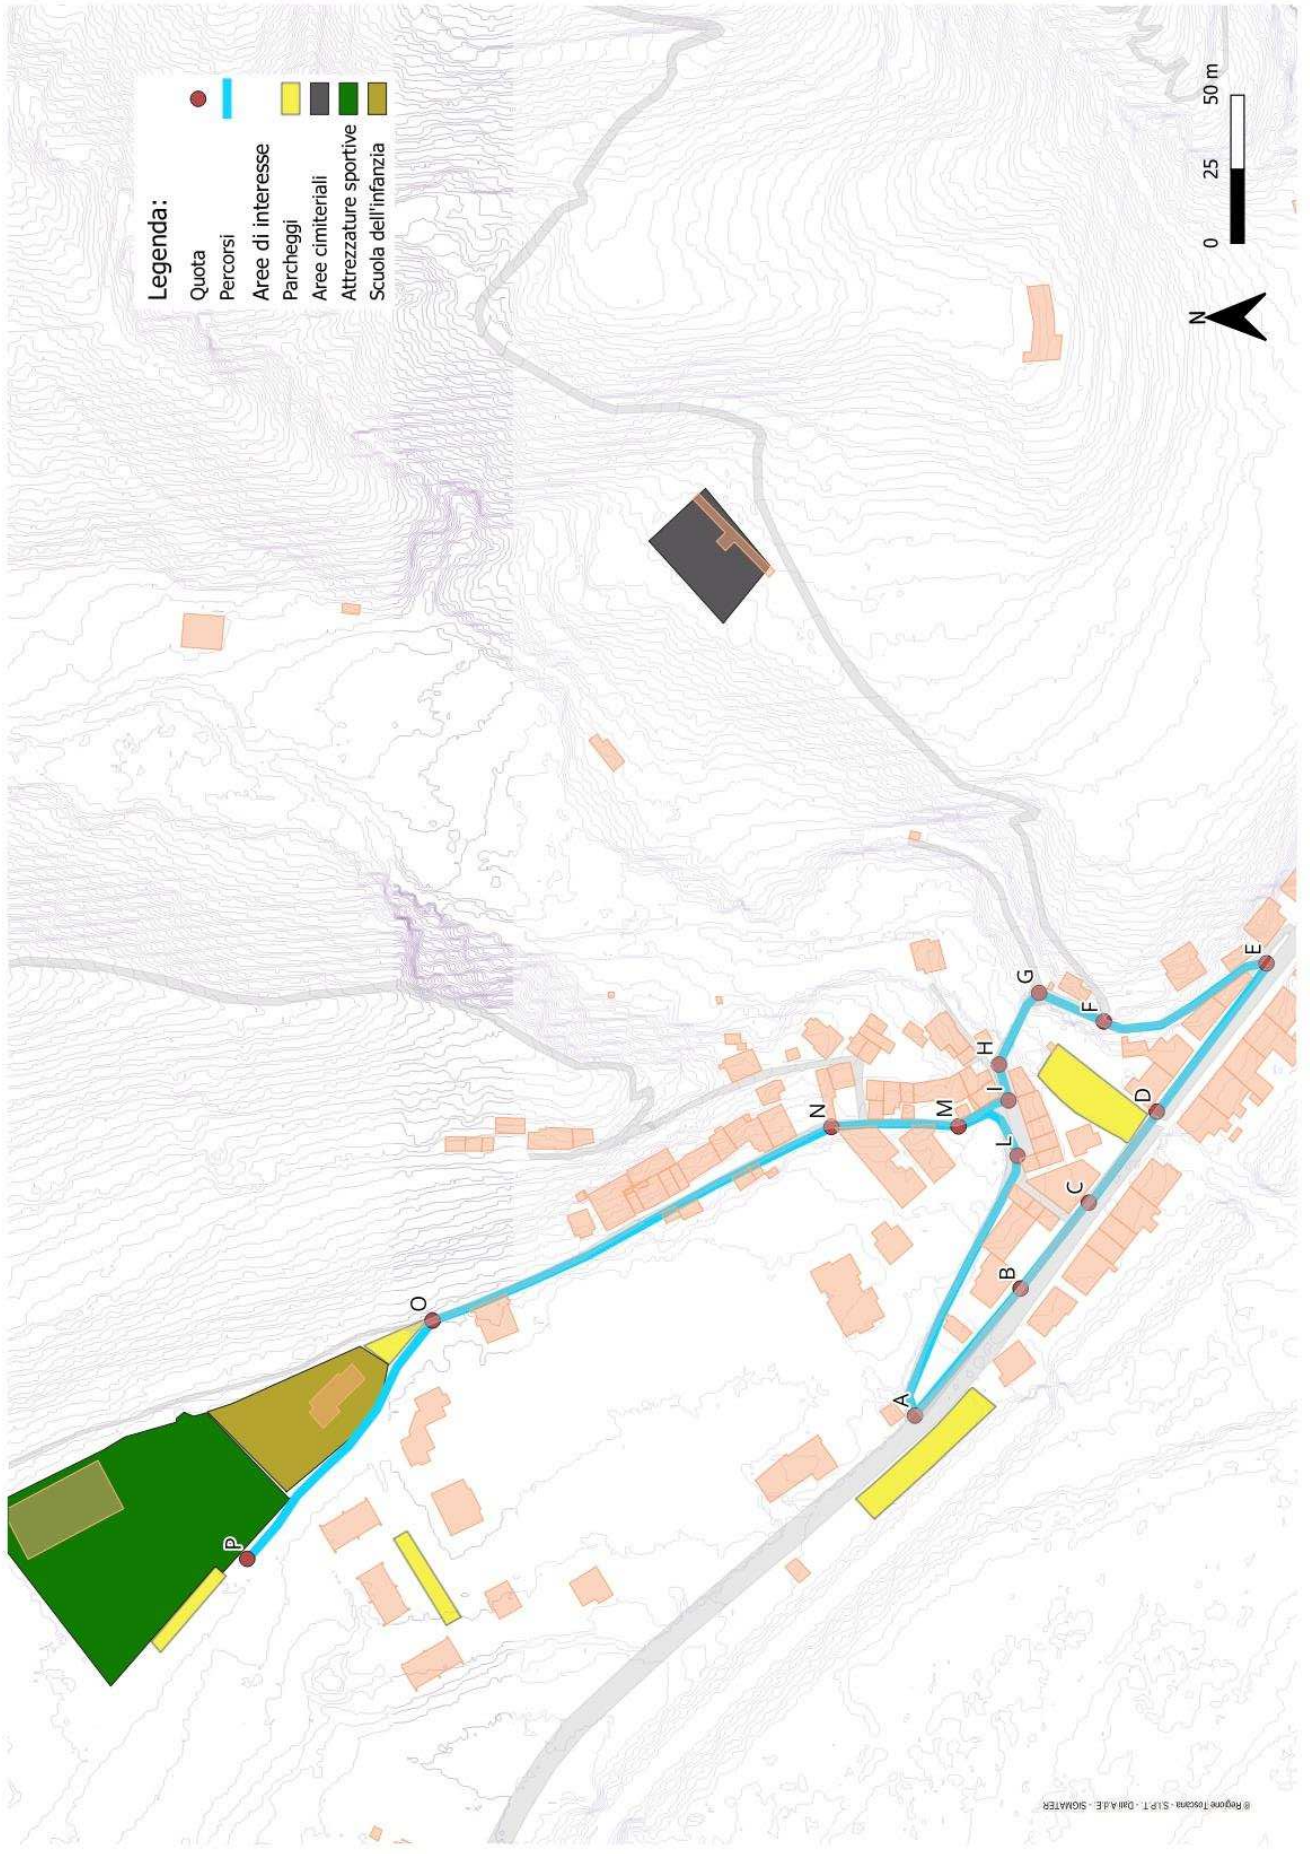 Legenda:
Quota
Percorsi
Aree di interesse
Parcheggi
Aree cimiteriali
Attrezzature sportive
Scuola dell'infanzia
N
0 25 50 m
P
O
N
M
L
I
H
G
F
E
D
C
B
A
© Regione Toscana - S.I.P.T. - Dati A.d.E. - SIGMATER